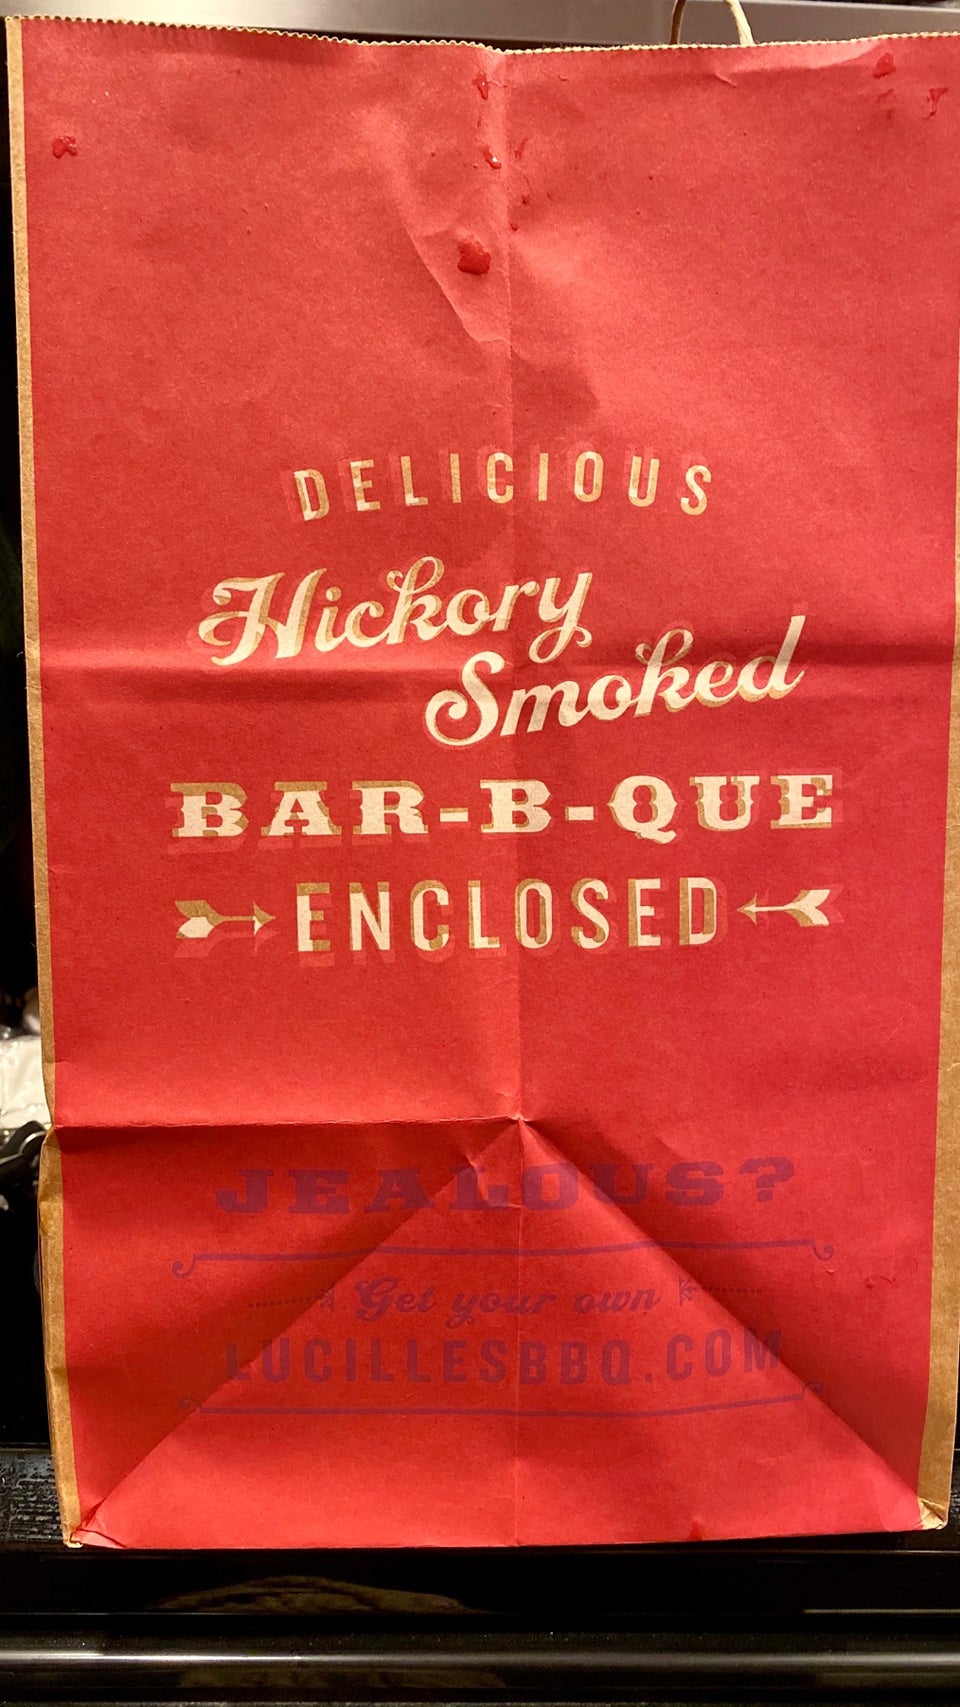 DELICIOUS
Hickory
Smoked
BAR-B-QUE
ENCLOSED
JEALOUS?
Get your own
LUCILLESBBQ.COM